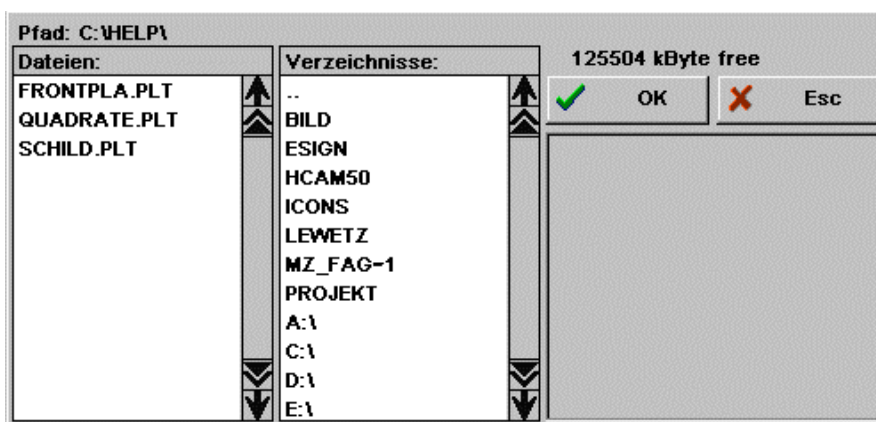 Pfad: C:\HELP\
Dateien:
FRONTPLA.PLT
QUADRATE.PLT
SCHILD.PLT
Verzeichnisse:
..
BILD
ESIGN
HCAM50
ICONS
LEWETZ
MZ_FAG~1
PROJEKT
A:\
C:\
D:\
E:\
125504 kByte free
OK
Esc